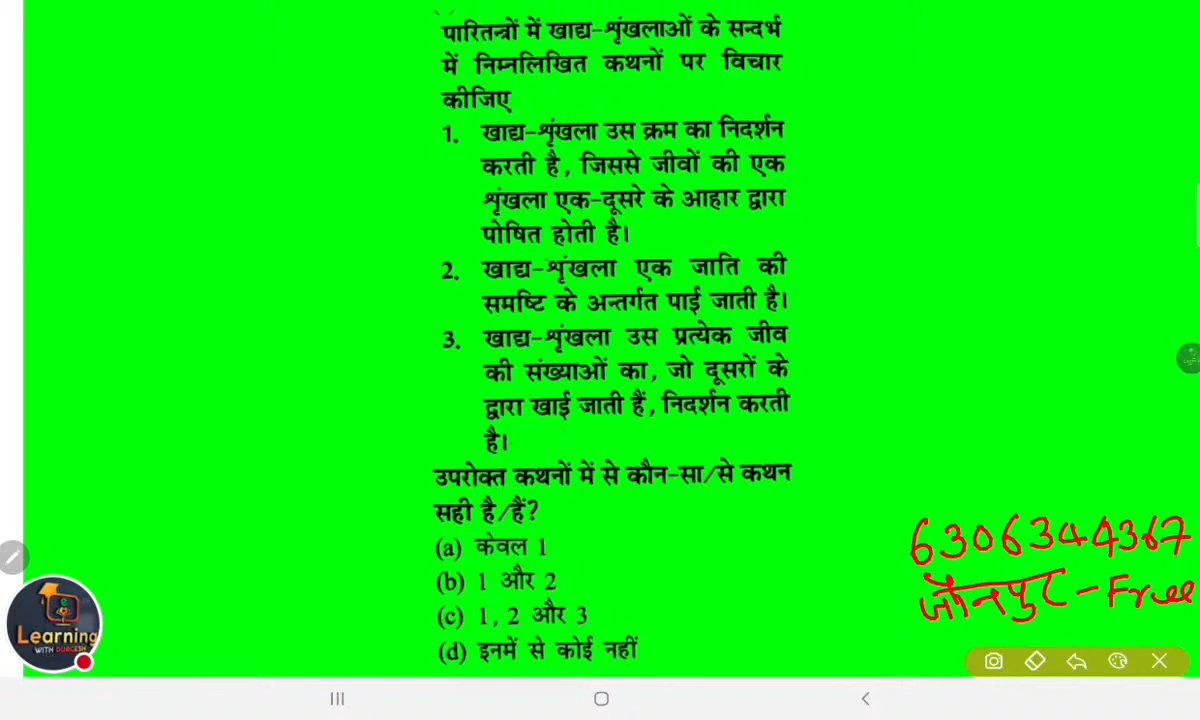 पारितन्त्रों में खाद्य-शृंखलाओं के सन्दर्भ
में निम्नलिखित कथनों पर विचार
कीजिए
1. खाद्य-शृंखला उस क्रम का निदर्शन
करती है, जिससे जीवों की एक
शृंखला एक-दूसरे के आहार द्वारा
पोषित होती है।
2. खाद्य-शृंखला एक जाति की
समष्टि के अन्तर्गत पाई जाती है।
3. खाद्य-शृंखला उस प्रत्येक जीव
की संख्याओं का, जो दूसरों के
द्वारा खाई जाती हैं, निदर्शन करती
है।
उपरोक्त कथनों में से कौन-सा/से कथन
सही है/हैं?
(a) केवल 1
(b) 1 और 2
(c) 1, 2 और 3
(d) इनमें से कोई नहीं
6306344367
जौनपुर - Free
Learning
WITH DURGESH